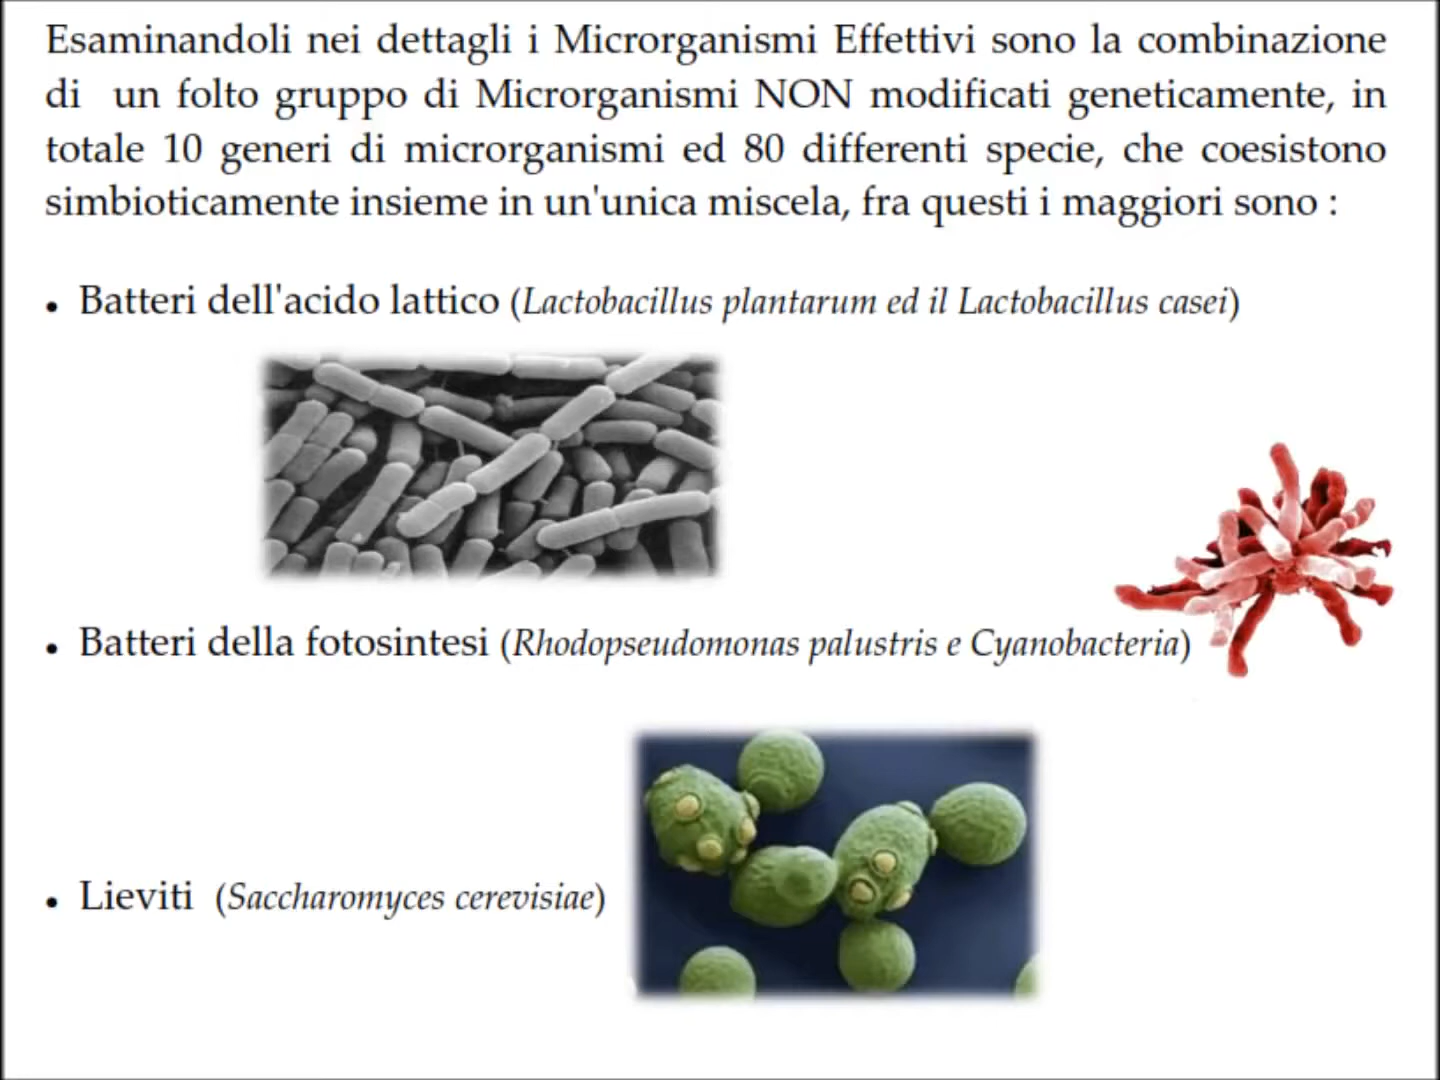 Esaminandoli nei dettagli i Microrganismi Effettivi sono la combinazione
di un folto gruppo di Microrganismi NON modificati geneticamente, in
totale 10 generi di microrganismi ed 80 differenti specie, che coesistono
simbioticamente insieme in un'unica miscela, fra questi i maggiori sono :
• Batteri dell'acido lattico (Lactobacillus plantarum ed il Lactobacillus casei)
• Batteri della fotosintesi (Rhodopseudomonas palustris e Cyanobacteria)
• Lieviti (Saccharomyces cerevisiae)